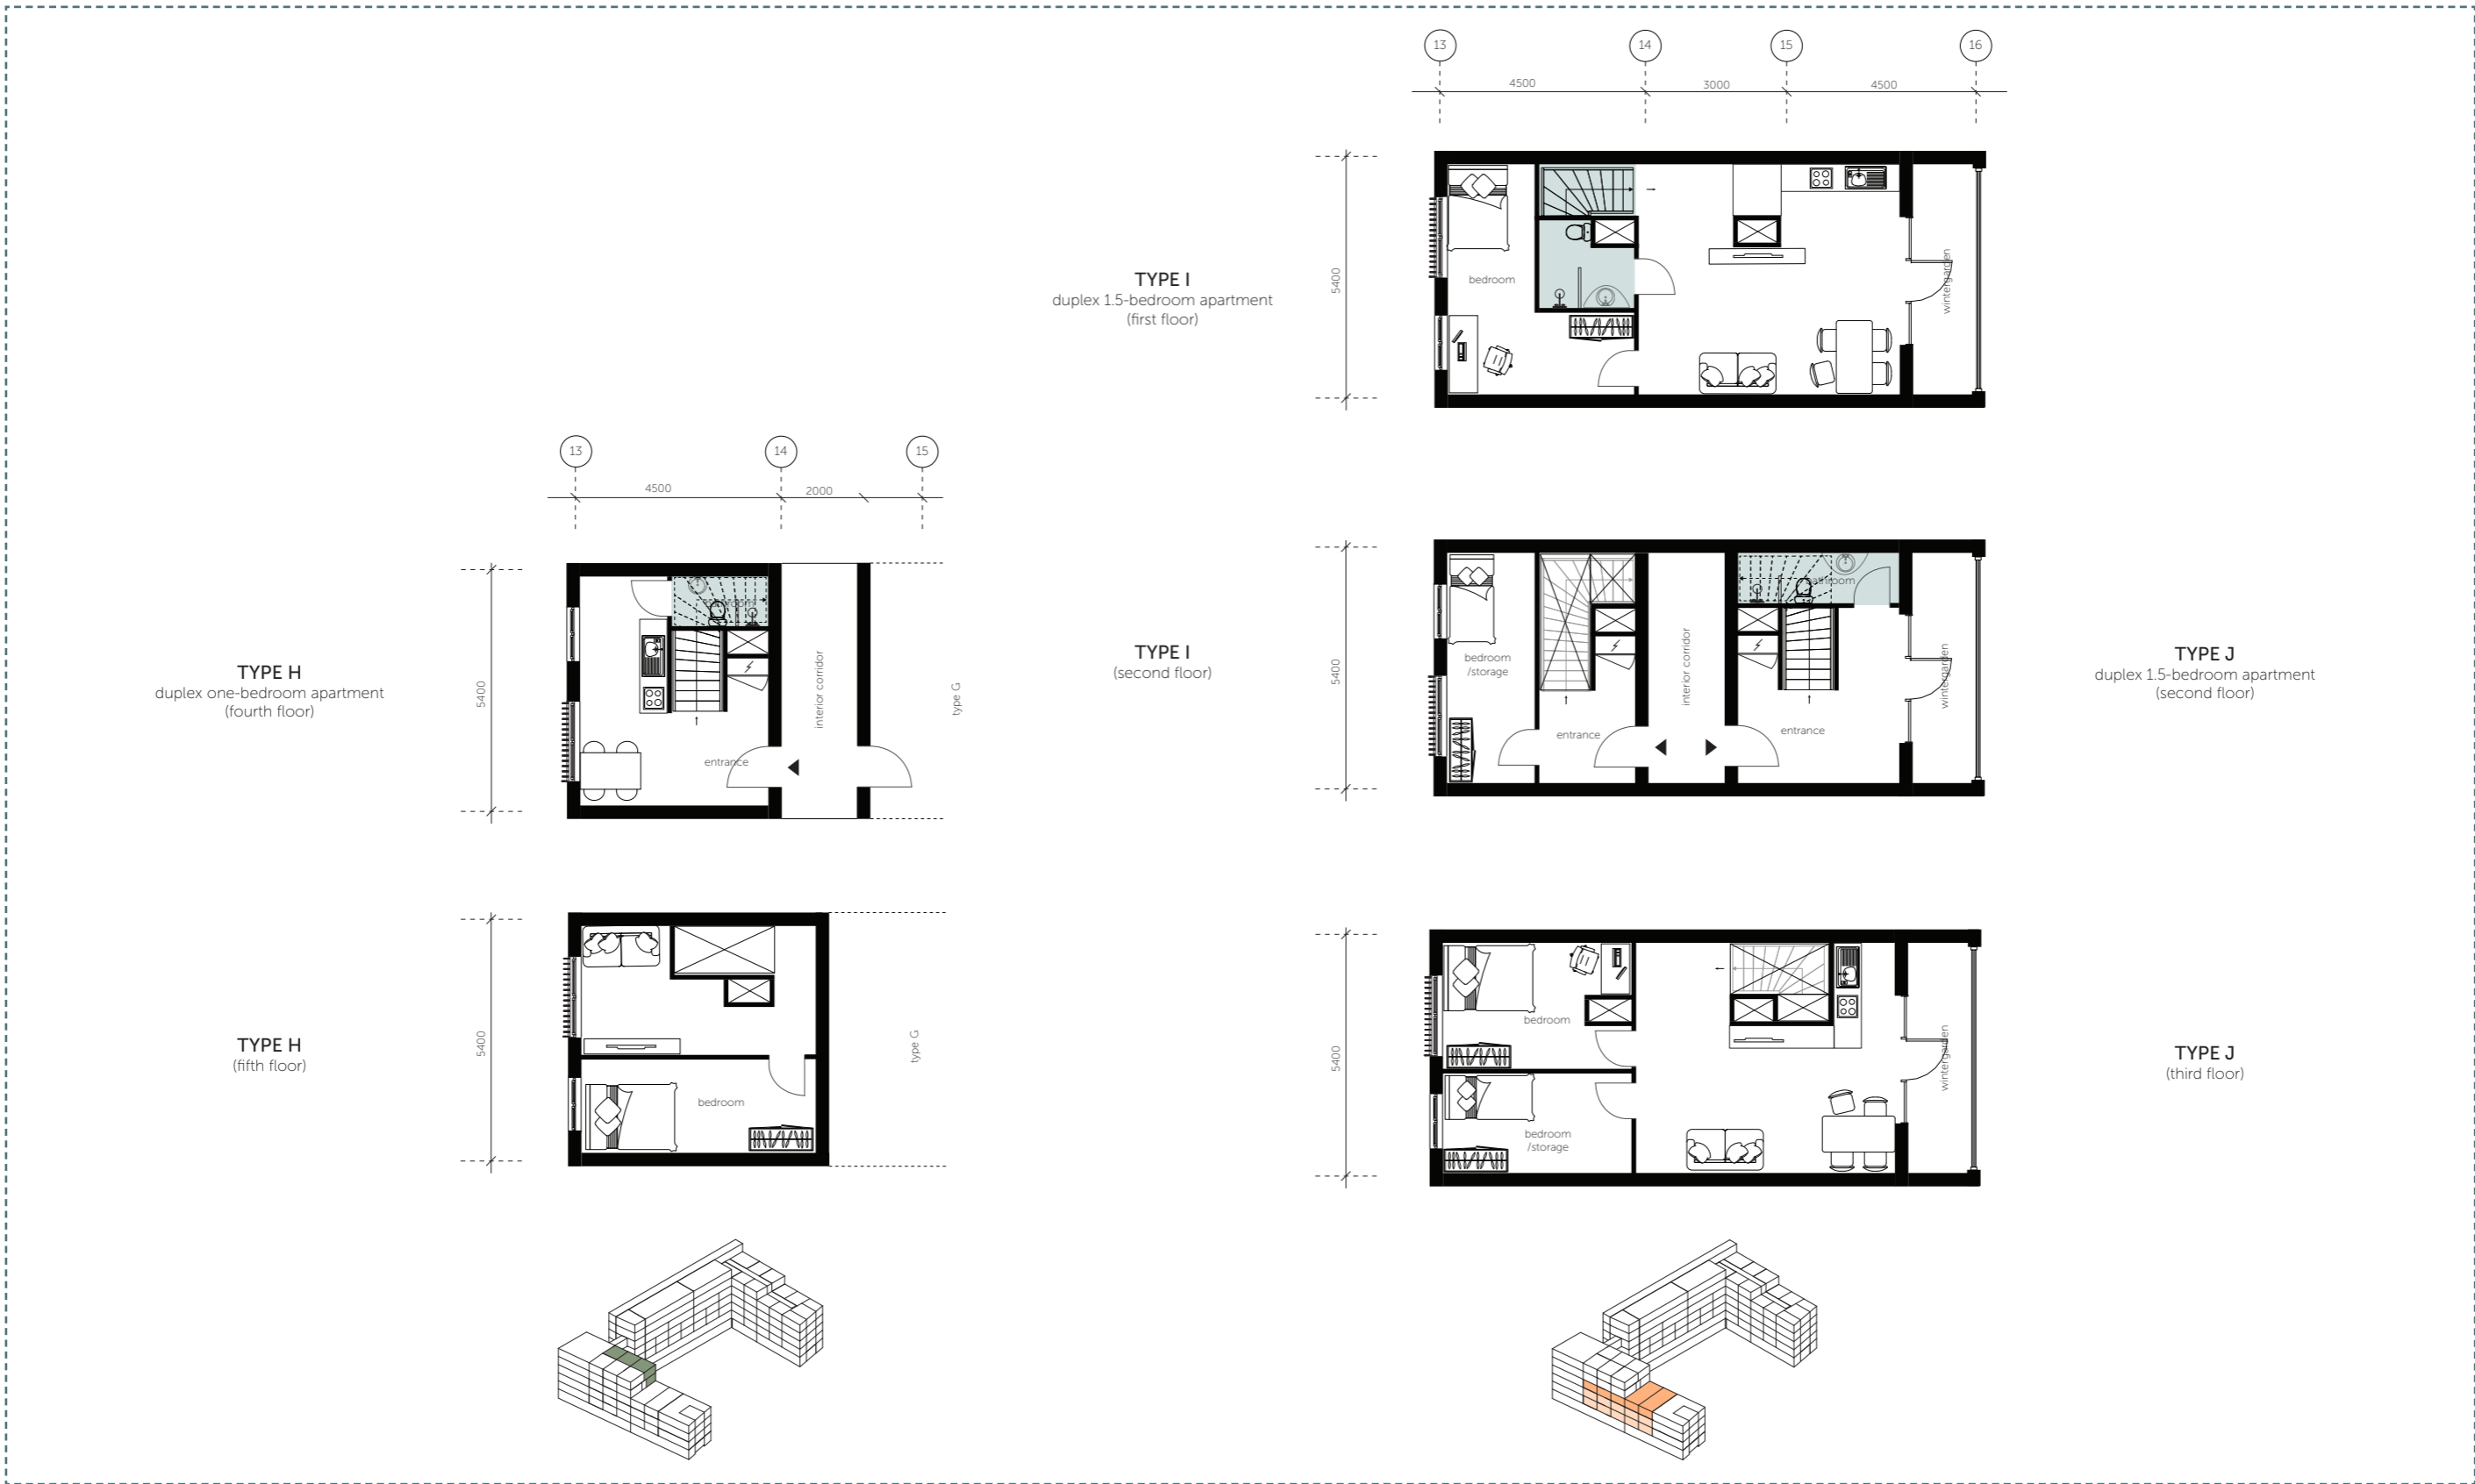 13
14
15
16
4500
3000
4500
TYPE I
duplex 1.5-bedroom apartment
(first floor)
5400
bedroom
wintergarden
13
14
15
4500
2000
TYPE H
duplex one-bedroom apartment
(fourth floor)
5400
bathroom
entrance
interior corridor
type G
TYPE I
(second floor)
5400
bedroom
/storage
entrance
interior corridor
entrance
bathroom
wintergarden
TYPE J
duplex 1.5-bedroom apartment
(second floor)
TYPE H
(fifth floor)
5400
bedroom
type G
5400
bedroom
bedroom
/storage
wintergarden
TYPE J
(third floor)